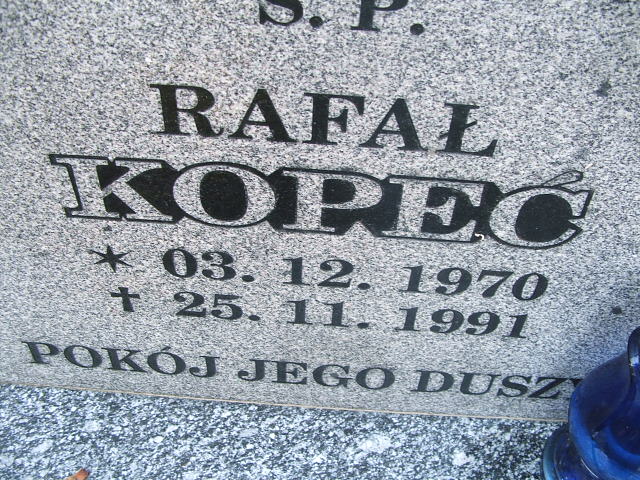 Ś. P.
RAFAŁ
KOPEĆ
* 03. 12. 1970
✝ 25. 11. 1991
POKÓJ JEGO DUSZY